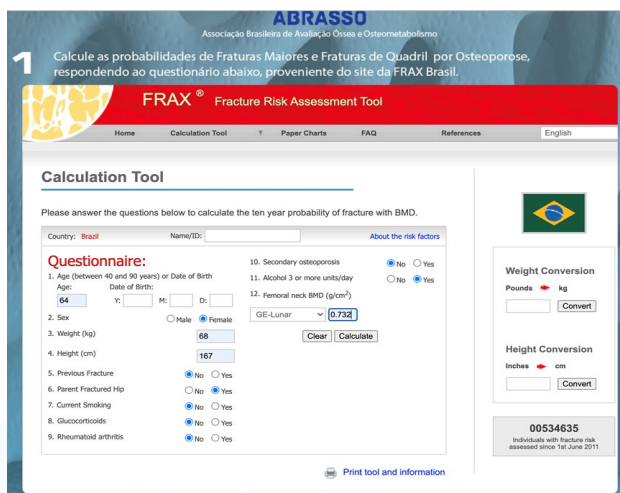 ABRASSO
Associação Brasileira de Avaliação Óssea e Osteometabolismo
1 Calcule as probabilidades de Fraturas Maiores e Fraturas de Quadril por Osteoporose,
respondendo ao questionário abaixo, proveniente do site da FRAX Brasil.
FRAX ® Fracture Risk Assessment Tool
Home Calculation Tool ▼ Paper Charts FAQ References English
Calculation Tool
Please answer the questions below to calculate the ten year probability of fracture with BMD.
Country: Brazil Name/ID: About the risk factors
Questionnaire:
1. Age (between 40 and 90 years) or Date of Birth
Age: Date of Birth:
64 Y: M: D:
2. Sex Male Female
3. Weight (kg) 68
4. Height (cm) 167
5. Previous Fracture No Yes
6. Parent Fractured Hip No Yes
7. Current Smoking No Yes
8. Glucocorticoids No Yes
9. Rheumatoid arthritis No Yes
10. Secondary osteoporosis No Yes
11. Alcohol 3 or more units/day No Yes
12. Femoral neck BMD (g/cm²)
GE-Lunar 0.732
Clear Calculate
Print tool and information
Weight Conversion
Pounds kg
Convert
Height Conversion
Inches cm
Convert
00534635
Individuals with fracture risk
assessed since 1st June 2011